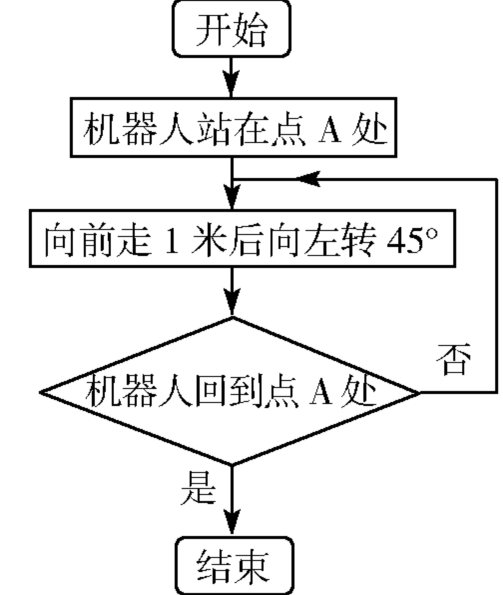 开始
机器人站在点 A 处
向前走 1 米后向左转 45°
机器人回到点 A 处
否
是
结束